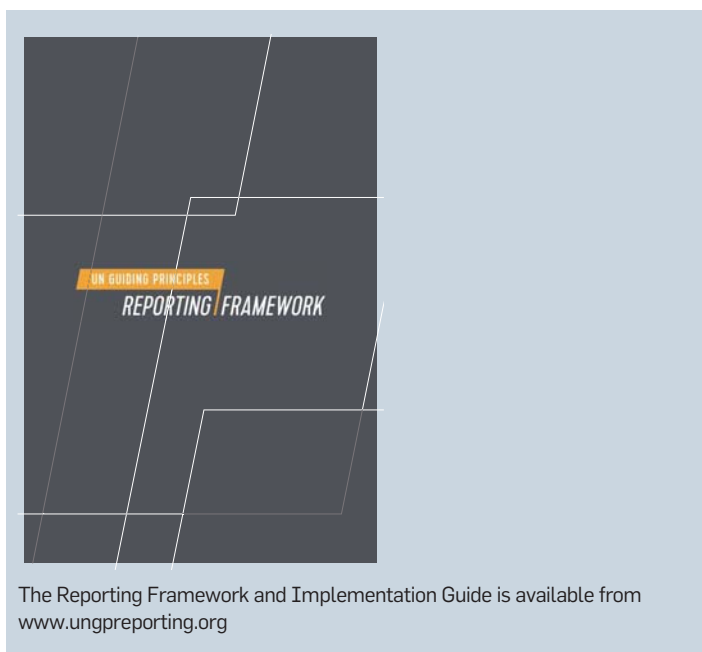 UN GUIDING PRINCIPLES
REPORTING FRAMEWORK
The Reporting Framework and Implementation Guide is available from
www.ungpreporting.org